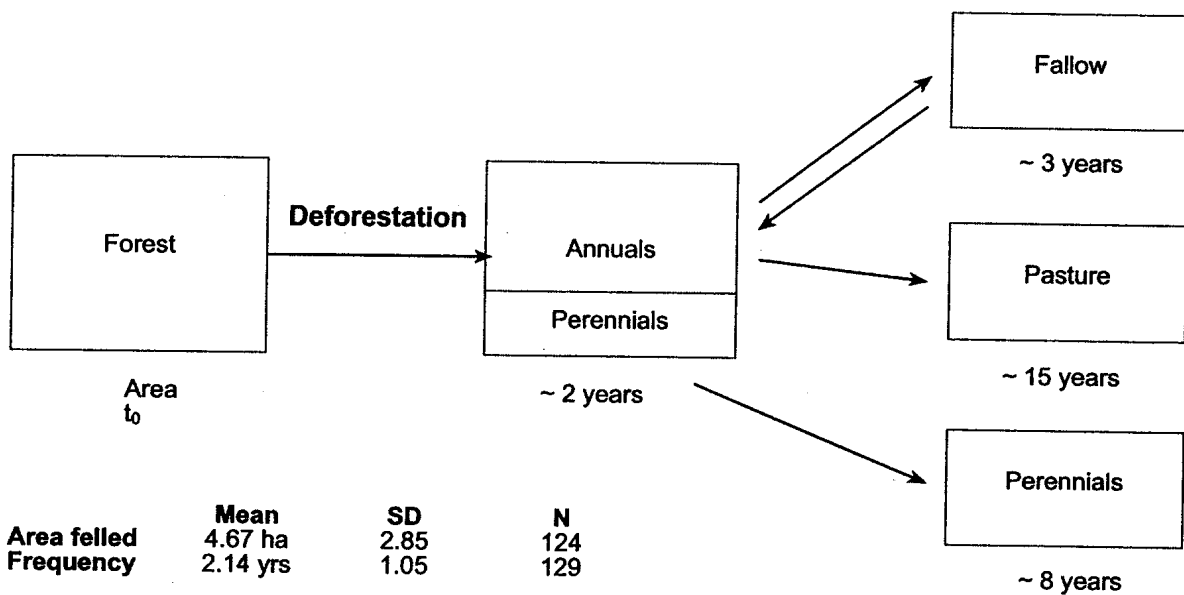 Fallow
~ 3 years
Forest
Deforestation
Annuals
Perennials
Pasture
Area
t₀
~ 2 years
~ 15 years
Perennials
~ 8 years
Mean SD N
Area felled 4.67 ha 2.85 124
Frequency 2.14 yrs 1.05 129